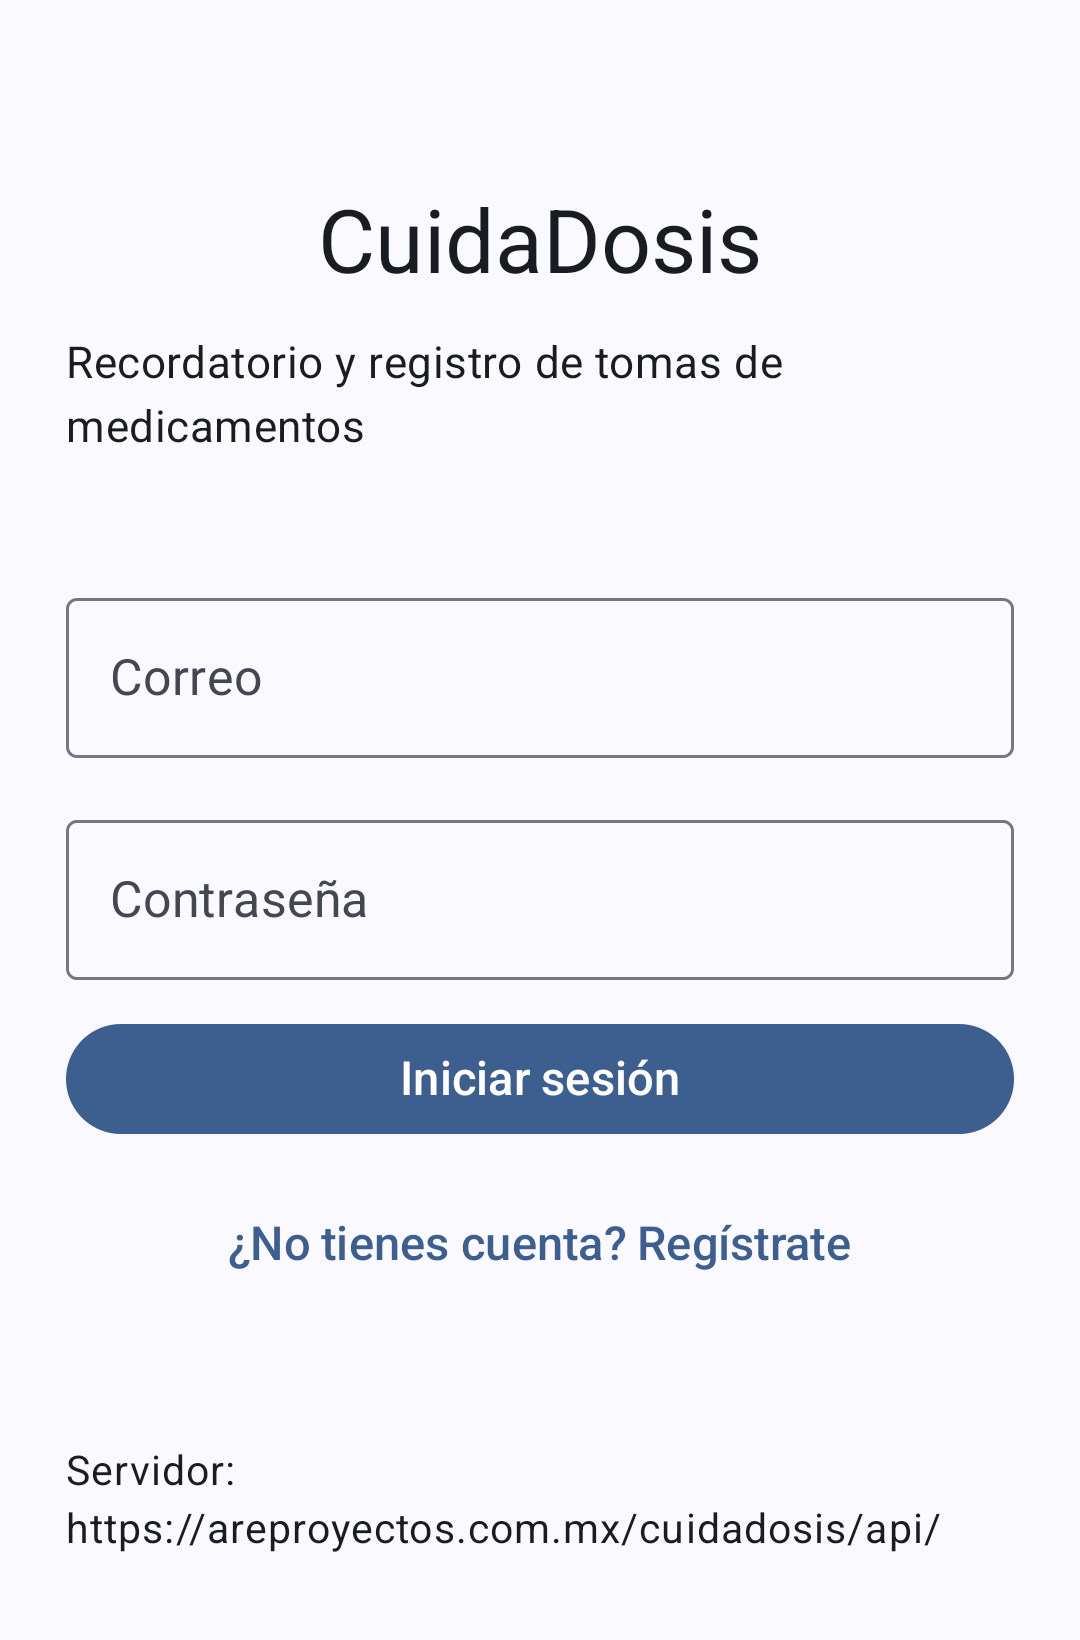 CuidaDosis
Recordatorio y registro de tomas de
medicamentos
Correo
Contraseña
Iniciar sesión
¿No tienes cuenta? Regístrate
Servidor:
https://areproyectos.com.mx/cuidadosis/api/